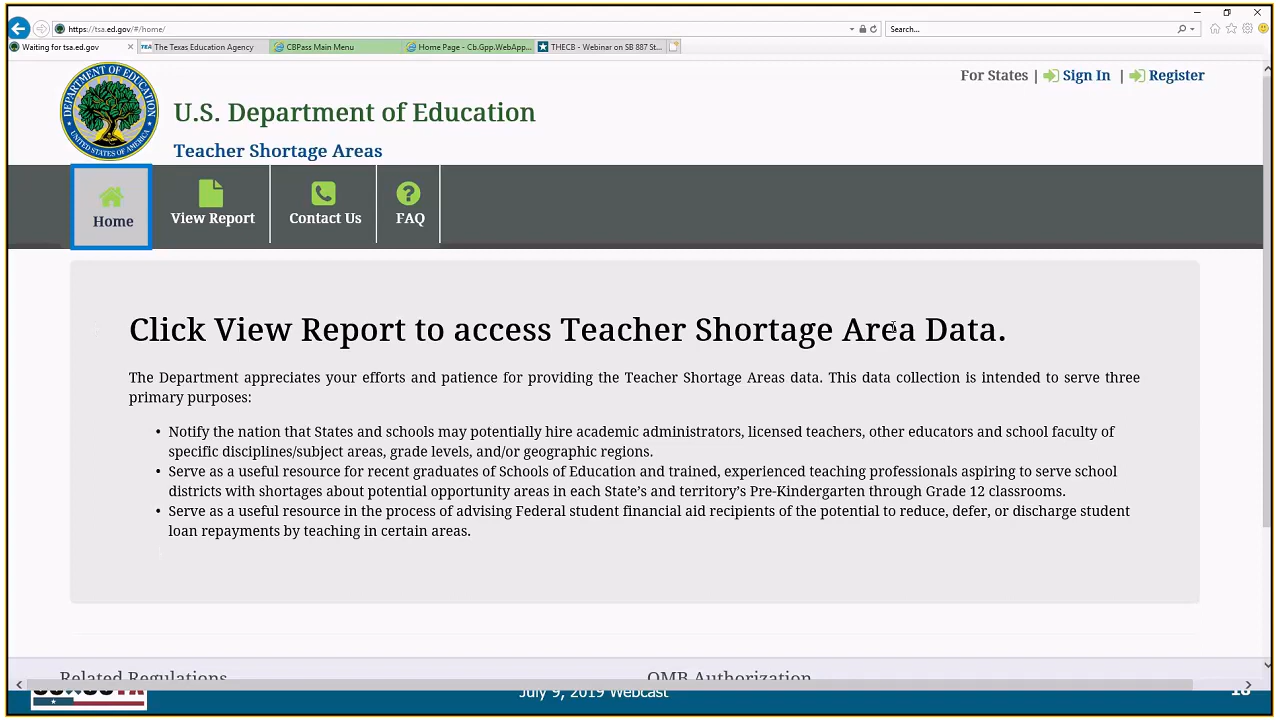 https://tsa.ed.gov/#/home/
Search...
Waiting for tsa.ed.gov
TEA The Texas Education Agency
CBPass Main Menu
Home Page - Cb.Gpp.WebApp...
THECB - Webinar on SB 887 St...
For States | Sign In | Register
DEPARTMENT OF EDUCATION
UNITED STATES OF AMERICA
U.S. Department of Education
Teacher Shortage Areas
Home
View Report
Contact Us
FAQ
Click View Report to access Teacher Shortage Area Data.
The Department appreciates your efforts and patience for providing the Teacher Shortage Areas data. This data collection is intended to serve three
primary purposes:
• Notify the nation that States and schools may potentially hire academic administrators, licensed teachers, other educators and school faculty of
specific disciplines/subject areas, grade levels, and/or geographic regions.
• Serve as a useful resource for recent graduates of Schools of Education and trained, experienced teaching professionals aspiring to serve school
districts with shortages about potential opportunity areas in each State's and territory's Pre-Kindergarten through Grade 12 classrooms.
• Serve as a useful resource in the process of advising Federal student financial aid recipients of the potential to reduce, defer, or discharge student
loan repayments by teaching in certain areas.
Related Regulations
OMB Authorization
July 9, 2019 Webcast